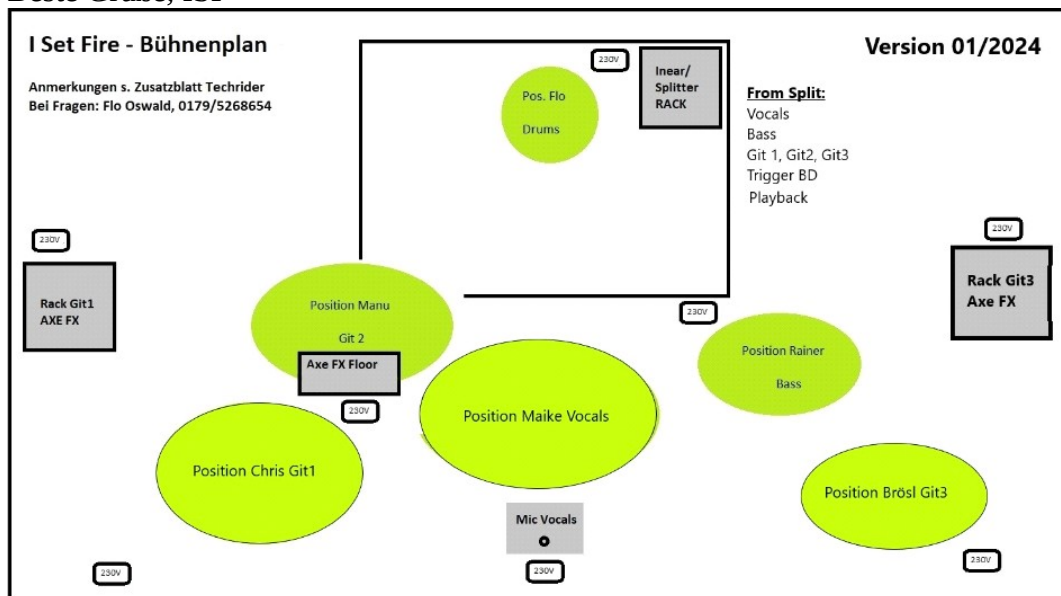 Beste Grüße, ISF
I Set Fire - Bühnenplan
Version 01/2024
Anmerkungen s. Zusatzblatt Techrider
Bei Fragen: Flo Oswald, 0179/5268654
230V
Inear/
Splitter
RACK
Pos. Flo
Drums
From Split:
Vocals
Bass
Git 1, Git2, Git3
Trigger BD
Playback
230V
230V
Rack Git1
AXE FX
Rack Git3
Axe FX
Position Manu
Git 2
Axe FX Floor
230V
230V
Position Rainer
Bass
Position Maike Vocals
Position Chris Git1
Position Brösl Git3
Mic Vocals
230V
230V
230V